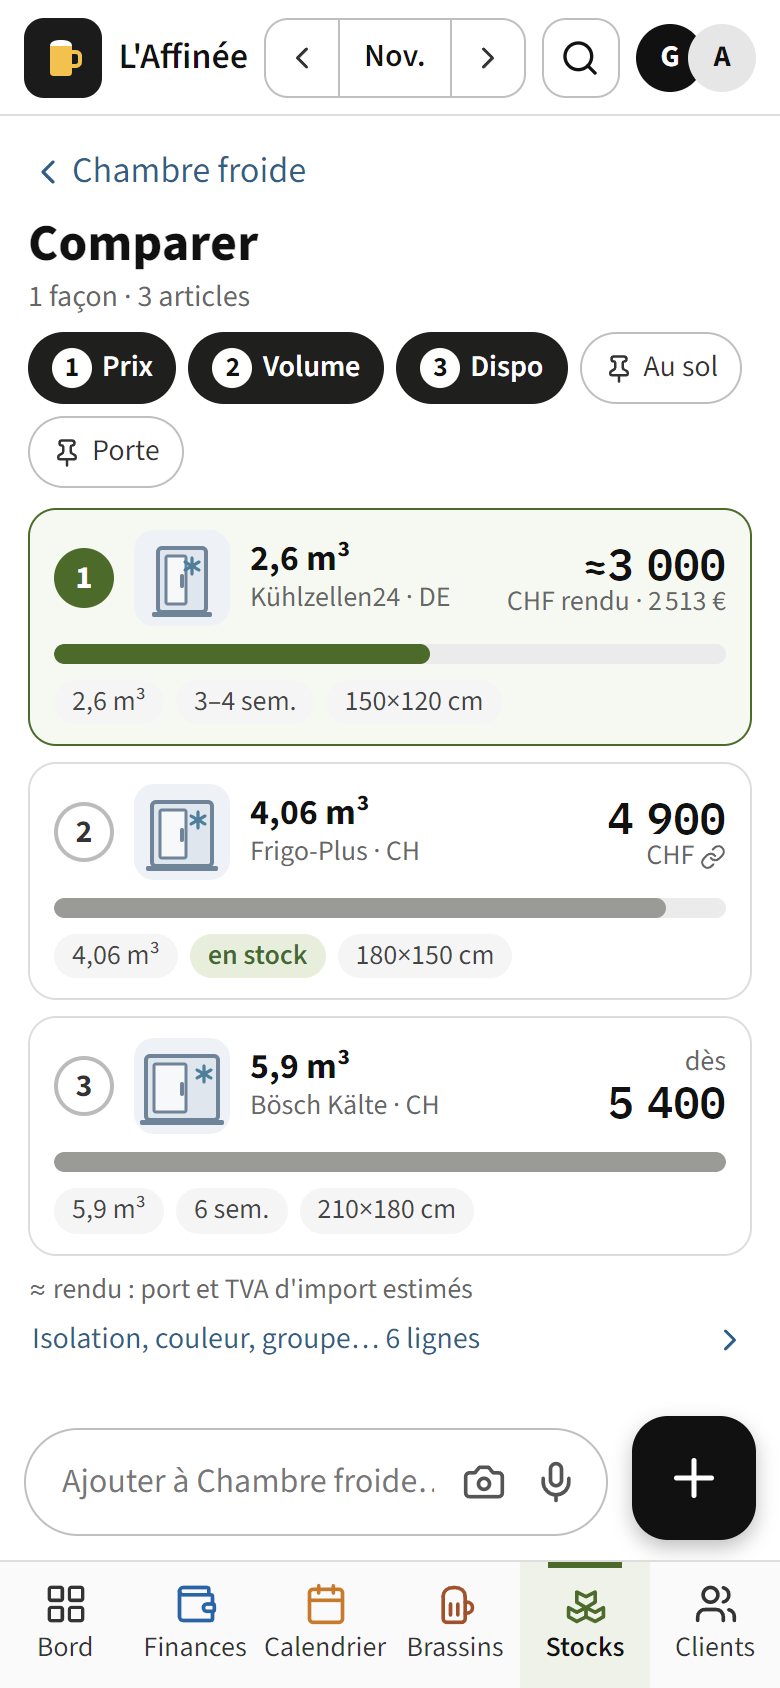 L'Affinée
Nov.
G
A
Chambre froide
Comparer
1 façon · 3 articles
1 Prix
2 Volume
3 Dispo
Au sol
Porte
1
2,6 m³
Kühlzellen24 · DE
≈3 000
CHF rendu · 2 513 €
2,6 m³
3–4 sem.
150×120 cm
2
4,06 m³
Frigo-Plus · CH
4 900
CHF
4,06 m³
en stock
180×150 cm
3
5,9 m³
Bösch Kälte · CH
dès
5 400
5,9 m³
6 sem.
210×180 cm
≈ rendu : port et TVA d'import estimés
Isolation, couleur, groupe… 6 lignes
Ajouter à Chambre froide..
Bord
Finances
Calendrier
Brassins
Stocks
Clients